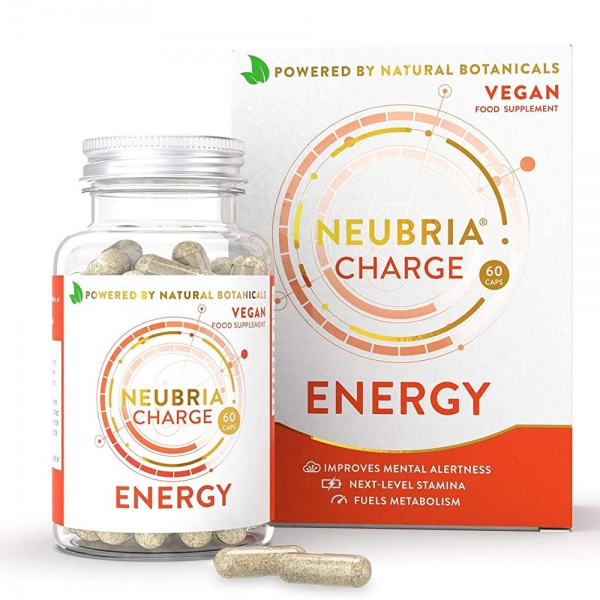 POWERED BY NATURAL BOTANICALS
VEGAN
FOOD SUPPLEMENT
NEUBRIA®
CHARGE
60
CAPS
ENERGY
IMPROVES MENTAL ALERTNESS
NEXT-LEVEL STAMINA
FUELS METABOLISM
POWERED BY NATURAL BOTANICALS
VEGAN
FOOD SUPPLEMENT
NEUBRIA®
CHARGE
60
CAPS
ENERGY